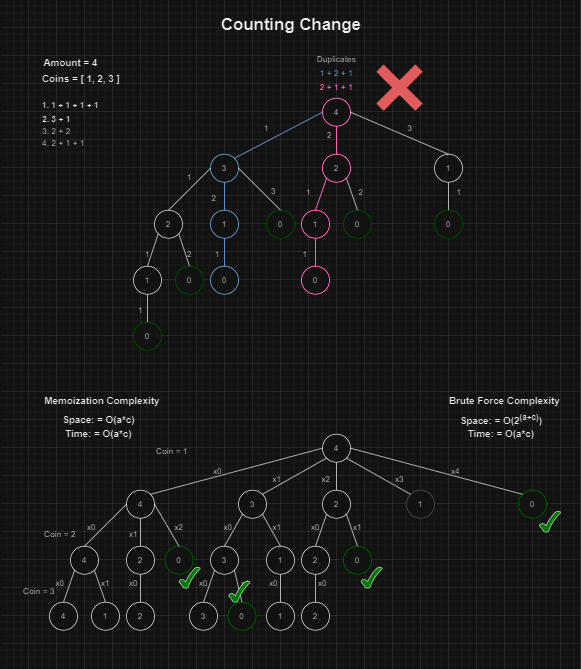 Counting Change
Amount = 4
Coins = [ 1, 2, 3 ]
1. 1 + 1 + 1 + 1
2. 3 + 1
3. 2 + 2
4. 2 + 1 + 1
Duplicates
1 + 2 + 1
2 + 1 + 1
4
1 2 3
3 2 1
1 2 3 1 2 1
2 1 0 1 0 0
1 2 1 1
1 0 0 0
1
0
Memoization Complexity
Space: = O(a*c)
Time: = O(a*c)
Brute Force Complexity
Space: = O(2^(a+c))
Time: = O(a*c)
Coin = 1
4
x0 x1 x2 x3 x4
4 3 2 1 0
Coin = 2
x0 x1 x2 x0 x1 x0 x1
4 2 0 3 1 2 0
Coin = 3
x0 x1 x0 x0 x0 x0
4 1 2 3 0 1 2